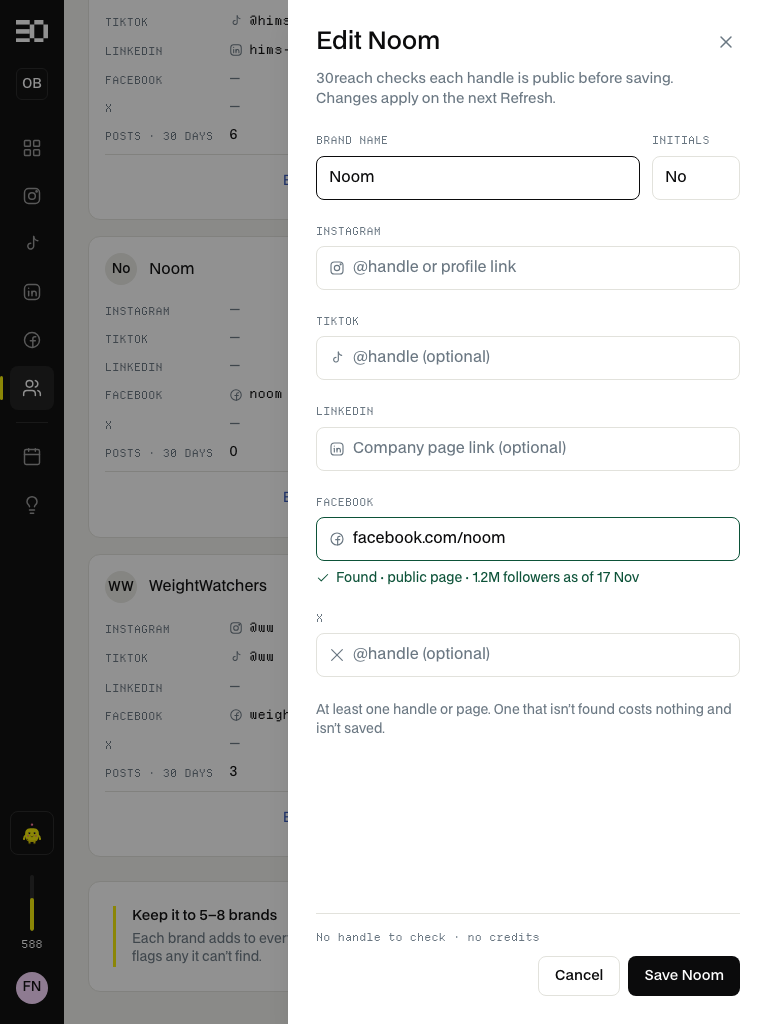 30
OB
588
FN
TIKTOK
LINKEDIN
FACEBOOK —
X —
POSTS · 30 DAYS 6
No Noom
INSTAGRAM —
TIKTOK —
LINKEDIN —
FACEBOOK noom
X —
POSTS · 30 DAYS 0
WW WeightWatchers
INSTAGRAM @ww
TIKTOK @ww
LINKEDIN —
FACEBOOK
X —
POSTS · 30 DAYS 3
Keep it to 5–8 brands
Each brand adds to
flags any it can't find.
Edit Noom
30reach checks each handle is public before saving.
Changes apply on the next Refresh.
BRAND NAME
Noom
INITIALS
No
INSTAGRAM
@handle or profile link
TIKTOK
@handle (optional)
LINKEDIN
Company page link (optional)
FACEBOOK
facebook.com/noom
✓ Found · public page · 1.2M followers as of 17 Nov
X
@handle (optional)
At least one handle or page. One that isn't found costs nothing and
isn't saved.
No handle to check · no credits
Cancel
Save Noom